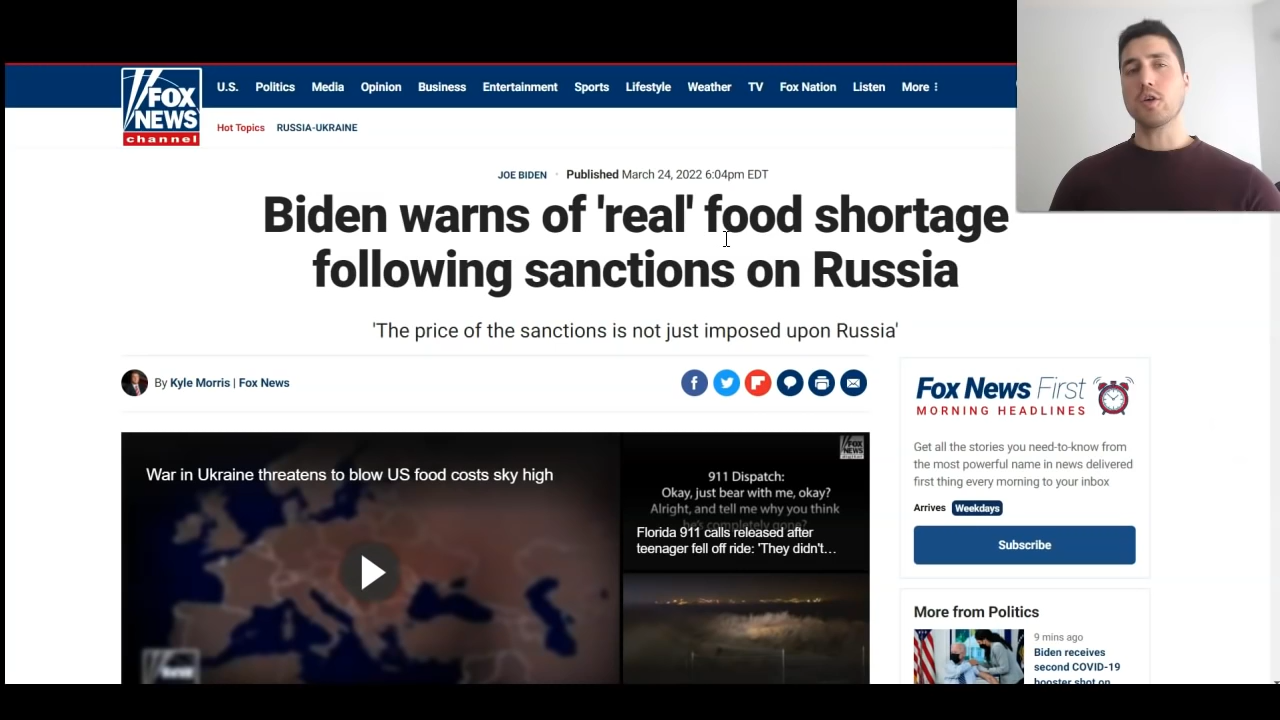 FOX
NEWS
channel
U.S. Politics Media Opinion Business Entertainment Sports Lifestyle Weather TV Fox Nation Listen More
Hot Topics RUSSIA-UKRAINE
JOE BIDEN · Published March 24, 2022 6:04pm EDT
Biden warns of 'real' food shortage
following sanctions on Russia
'The price of the sanctions is not just imposed upon Russia'
By Kyle Morris | Fox News
War in Ukraine threatens to blow US food costs sky high
FOX
NEWS
911 Dispatch:
Okay, just bear with me, okay?
Alright, and tell me why you think
he's completely gone?
Florida 911 calls released after
teenager fell off ride: 'They didn't...
Fox News First
MORNING HEADLINES
Get all the stories you need-to-know from
the most powerful name in news delivered
first thing every morning to your inbox
Arrives Weekdays
Subscribe
More from Politics
9 mins ago
Biden receives
second COVID-19
booster shot on